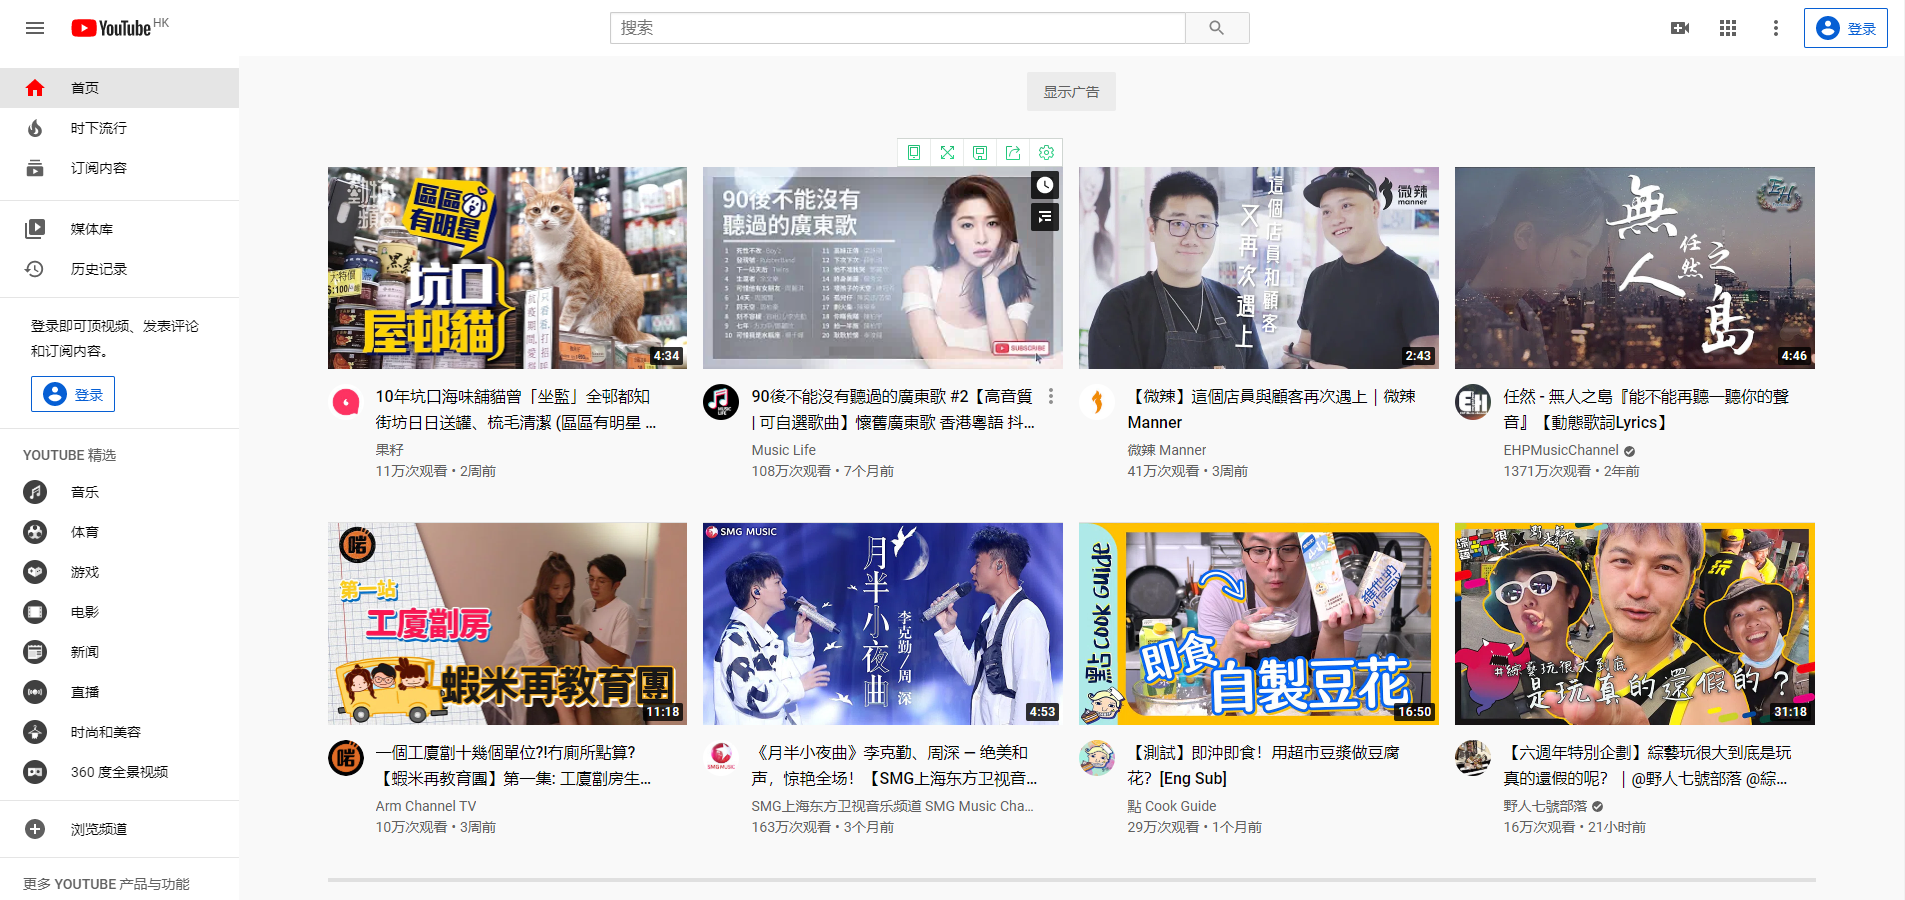 YouTube HK
搜索
登录
首页
时下流行
订阅内容
媒体库
历史记录
登录即可顶视频、发表评论
和订阅内容。
登录
YOUTUBE 精选
音乐
体育
游戏
电影
新闻
直播
时尚和美容
360 度全景视频
浏览频道
更多 YOUTUBE 产品与功能
显示广告
區區
有明星
坑口
屋邨貓
4:34
10年坑口海味舖貓曾「坐監」全邨都知
街坊日日送罐、梳毛清潔 (區區有明星 ...
果籽
11万次观看 • 2周前
90後不能沒有
聽過的廣東歌
SUBSCRIBE
90後不能沒有聽過的廣東歌 #2【高音質
| 可自選歌曲】懷舊廣東歌 香港粵語 抖...
Music Life
108万次观看 • 7个月前
這個店員和顧客
又再次遇上
微辣
manner
2:43
【微辣】這個店員與顧客再次遇上｜微辣
Manner
微辣 Manner
41万次观看 • 3周前
無人之島
任然
EH
4:46
任然 - 無人之島『能不能再聽一聽你的聲
音』【動態歌詞Lyrics】
EHPMusicChannel
1371万次观看 • 2年前
啱
第一站
工廈劏房
蝦米再教育團
11:18
一個工廈劏十幾個單位?!冇廁所點算?
【蝦米再教育團】第一集: 工廈劏房生...
Arm Channel TV
10万次观看 • 3周前
SMG MUSIC
月半小夜曲
李克勤/周深
4:53
《月半小夜曲》李克勤、周深 — 绝美和
声，惊艳全场！【SMG上海东方卫视音...
SMG上海东方卫视音乐频道 SMG Music Cha...
163万次观看 • 3个月前
點 COOK GUIDE
維他奶
即食
自製豆花
16:50
【測試】即沖即食！用超市豆漿做豆腐
花？[Eng Sub]
點 Cook Guide
29万次观看 • 1个月前
綜藝玩很大
玩
#綜藝玩很大到底
是玩真的還假的？
31:18
【六週年特別企劃】綜藝玩很大到底是玩
真的還假的呢？｜@野人七號部落 @綜...
野人七號部落
16万次观看 • 21小时前